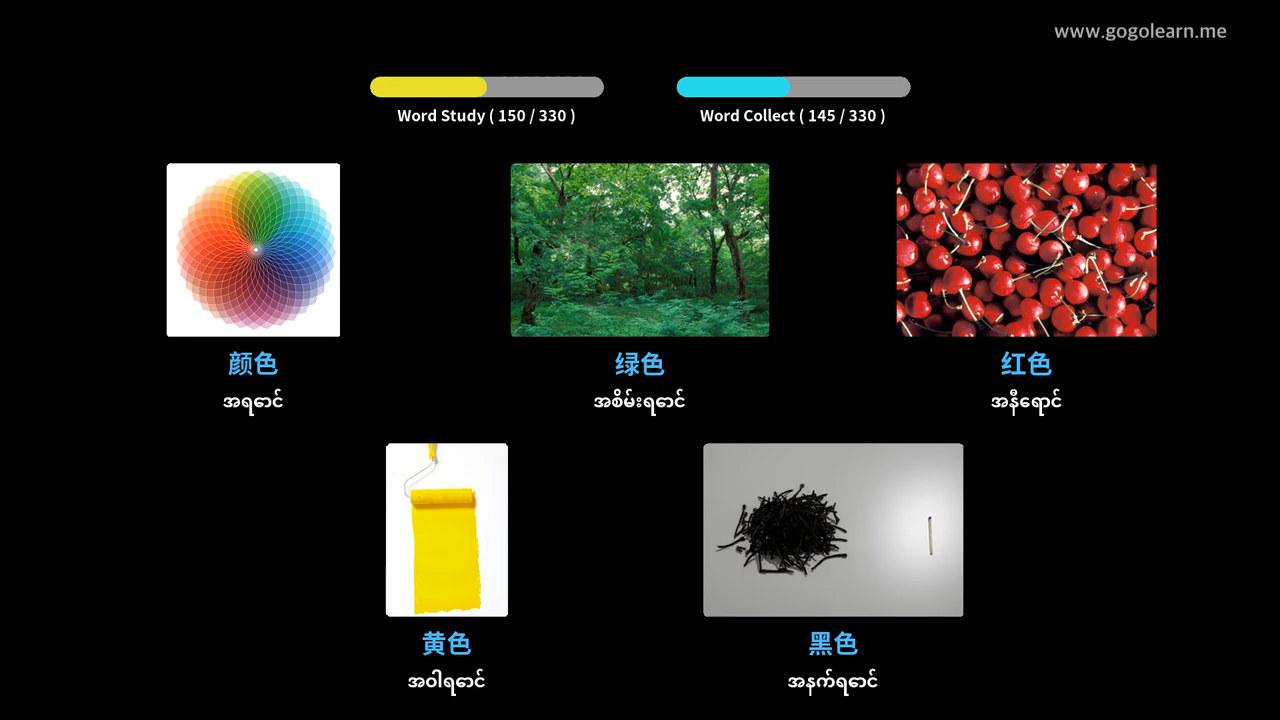 www.gogolearn.me
Word Study ( 150 / 330 )
Word Collect ( 145 / 330 )
颜色
အရောင်
绿色
အစိမ်းရောင်
红色
အနီရောင်
黄色
အဝါရောင်
黑色
အနက်ရောင်